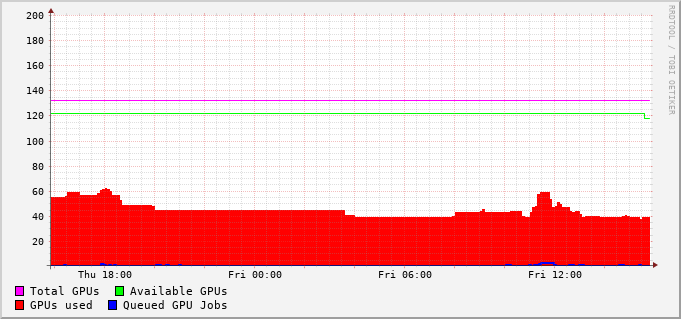 200
180
160
140
120
100
80
60
40
20
Thu 18:00 Fri 00:00 Fri 06:00 Fri 12:00
Total GPUs Available GPUs
GPUs used Queued GPU Jobs
RRDTOOL / TOBI OETIKER